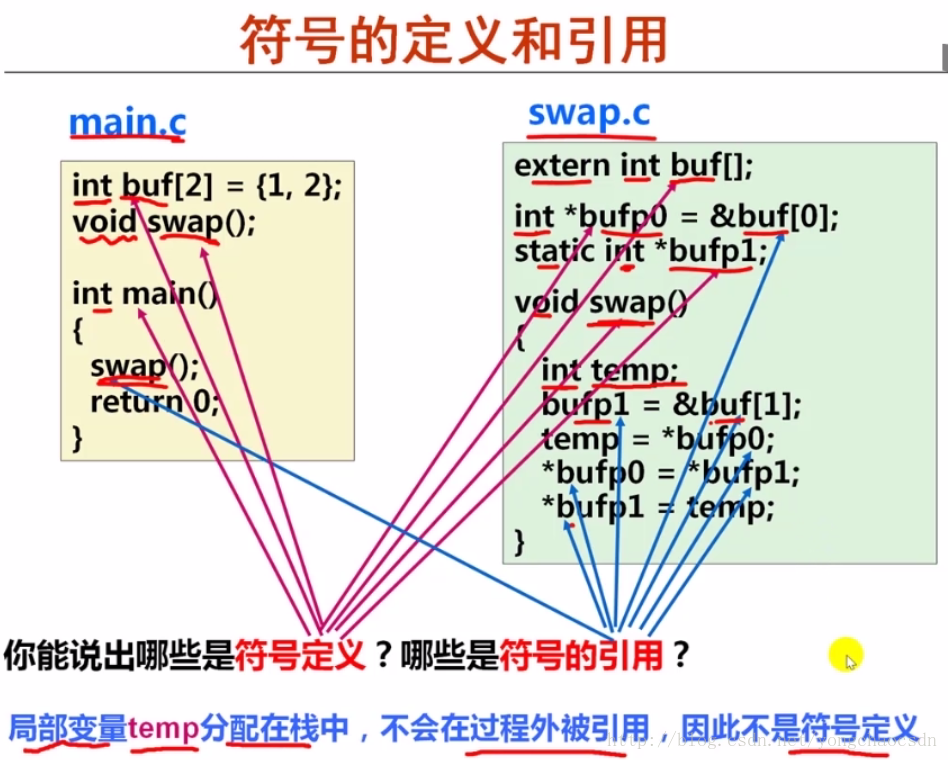 符号的定义和引用
main.c
int buf[2] = {1, 2};
void swap();
int main()
{
swap();
return 0;
}
swap.c
extern int buf[];
int *bufp0 = &buf[0];
static int *bufp1;
void swap()
{
int temp;
bufp1 = &buf[1];
temp = *bufp0;
*bufp0 = *bufp1;
*bufp1 = temp;
}
你能说出哪些是符号定义？哪些是符号的引用？
局部变量temp分配在栈中，不会在过程外被引用，因此不是符号定义
http://blog.csdn.net/yongchaocsdn